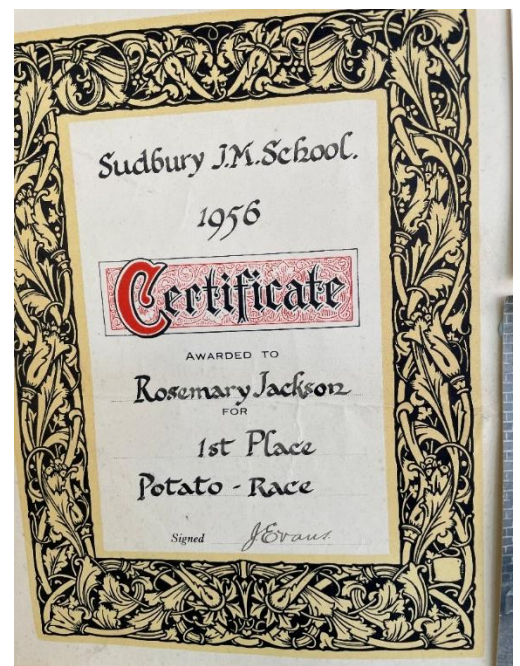 Sudbury J.M. School.
1956
Certificate
AWARDED TO
Rosemary Jackson
FOR
1st Place
Potato - Race
Signed J Evans.